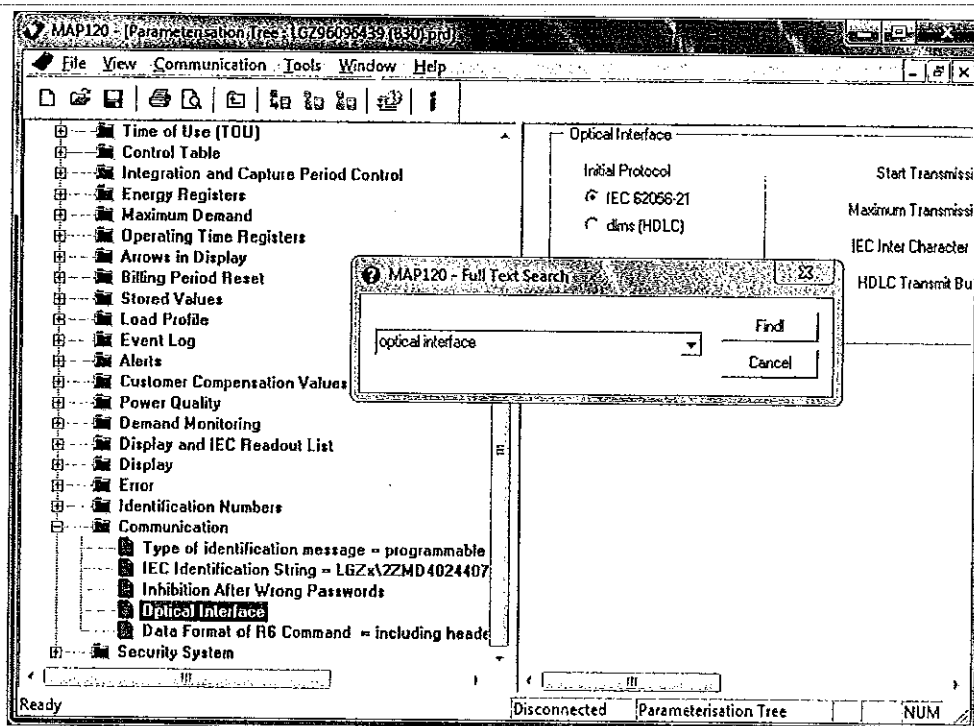 MAP120 - [Parameterisation Tree - LGZ96096439 (B30).prd]
File View Communication Tools Window Help
Time of Use (TOU)
Control Table
Integration and Capture Period Control
Energy Registers
Maximum Demand
Operating Time Registers
Arrows in Display
Billing Period Reset
Stored Values
Load Profile
Event Log
Alerts
Customer Compensation Values
Power Quality
Demand Monitoring
Display and IEC Readout List
Display
Error
Identification Numbers
Communication
Type of identification message = programmable
IEC Identification String = LGZx\2ZMD4024407
Inhibition After Wrong Passwords
Optical Interface
Data Format of R6 Command = including heade
Security System
Optical Interface
Initial Protocol
IEC 62056-21
dlms (HDLC)
Start Transmissi
Maximum Transmissi
IEC Inter Character
HDLC Transmit Bu
MAP120 - Full Text Search
optical interface
Find
Cancel
Ready
Disconnected
Parameterisation Tree
NUM